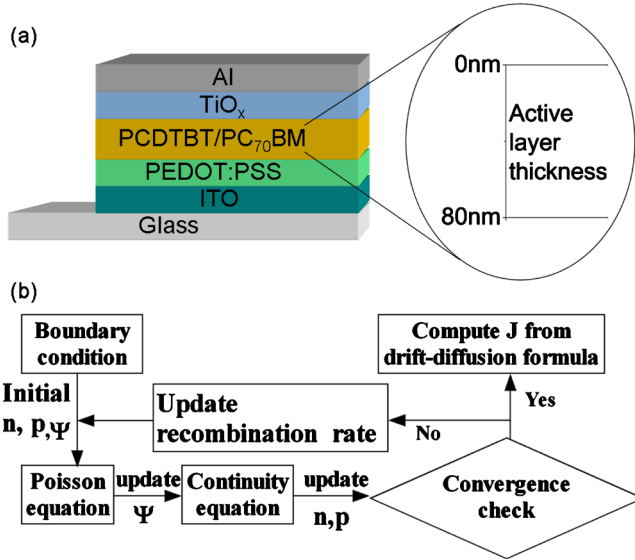 (a)
Al
TiOx
PCDTBT/PC70BM
PEDOT:PSS
ITO
Glass
0nm
Active
layer
thickness
80nm
(b)
Boundary
condition
Compute J from
drift-diffusion formula
Initial
n, p,Ψ
Update
recombination rate
No
Yes
Poisson
equation
update
Ψ
Continuity
equation
update
n,p
Convergence
check